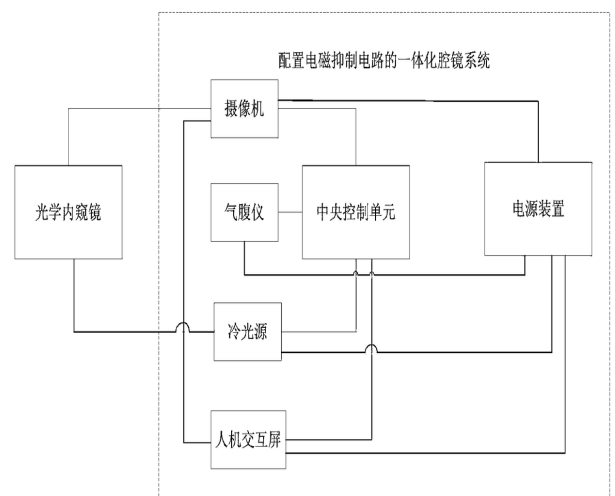 配置电磁抑制电路的一体化腔镜系统
摄像机
光学内窥镜
气腹仪
中央控制单元
电源装置
冷光源
人机交互屏